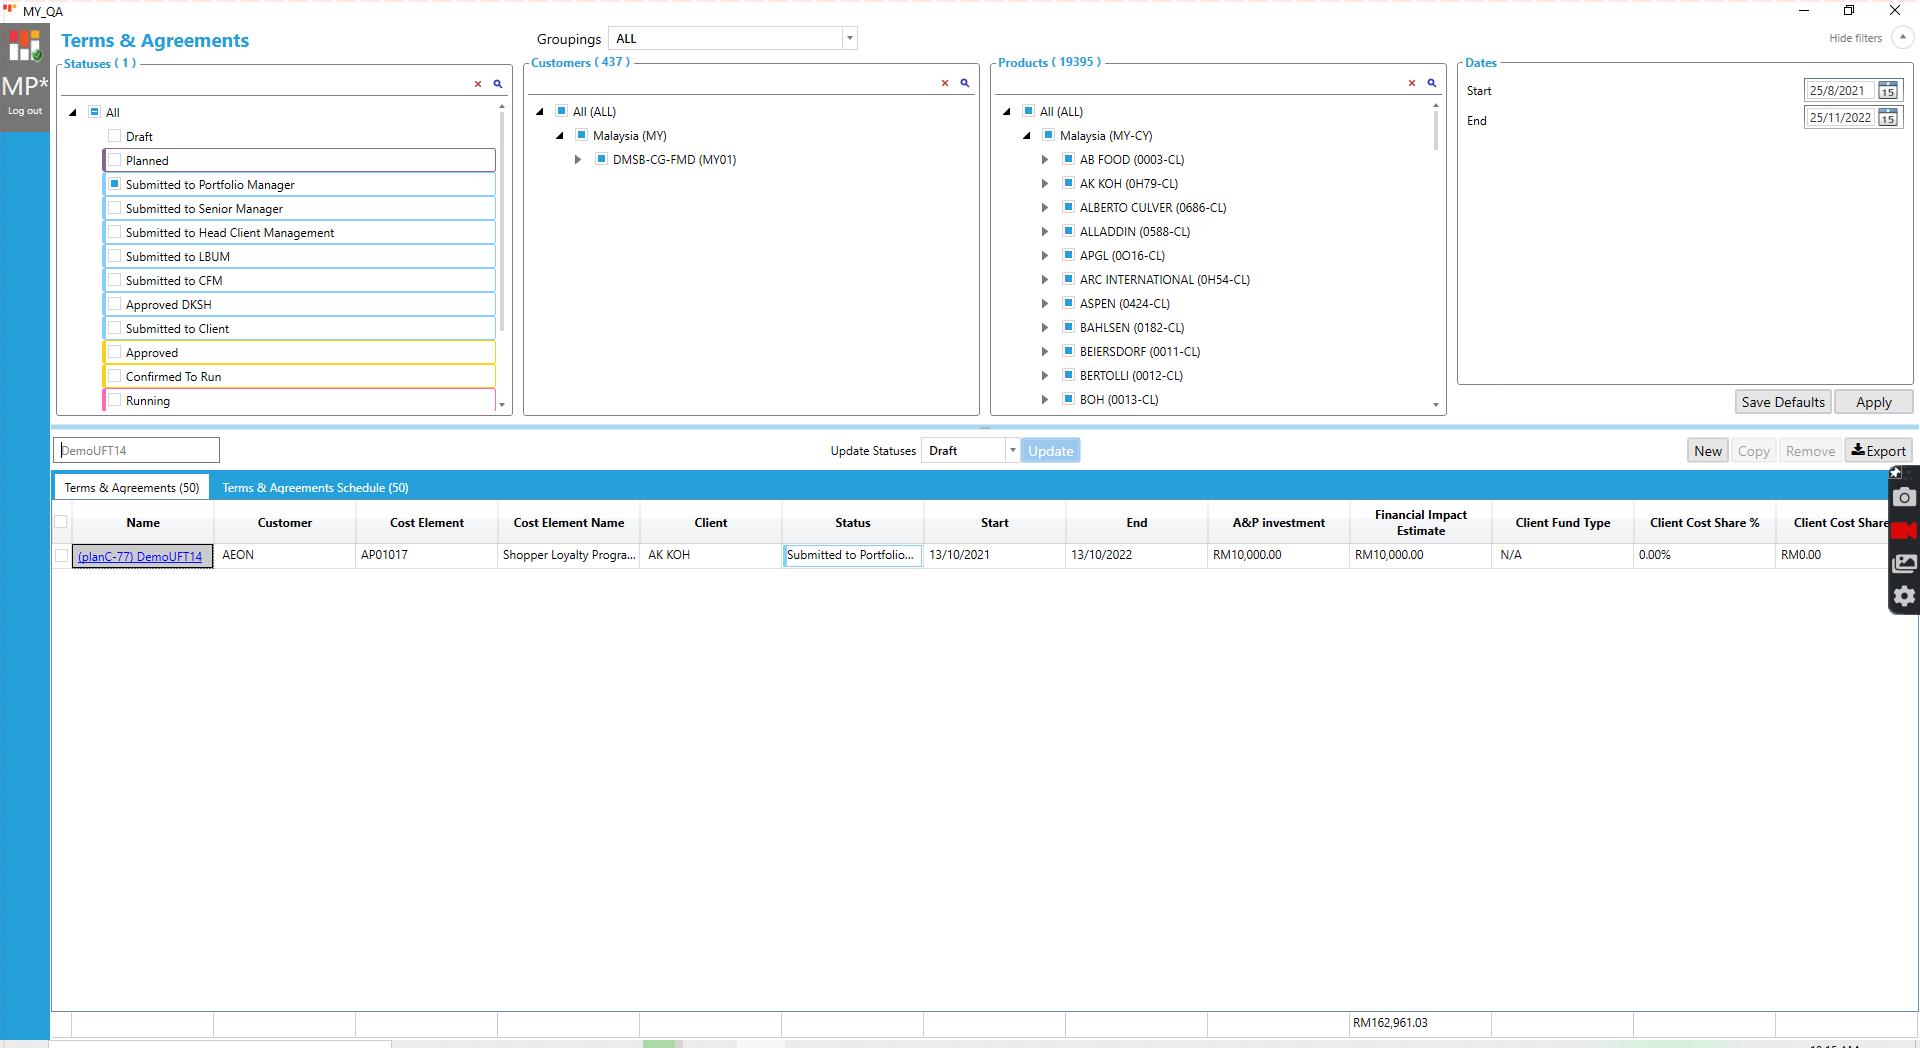 MY_QA
MP*
Log out
Terms & Agreements
Groupings ALL
Hide filters
Statuses ( 1 )
All
Draft
Planned
Submitted to Portfolio Manager
Submitted to Senior Manager
Submitted to Head Client Management
Submitted to LBUM
Submitted to CFM
Approved DKSH
Submitted to Client
Approved
Confirmed To Run
Running
Customers ( 437 )
All (ALL)
Malaysia (MY)
DMSB-CG-FMD (MY01)
Products ( 19395 )
All (ALL)
Malaysia (MY-CY)
AB FOOD (0003-CL)
AK KOH (0H79-CL)
ALBERTO CULVER (0686-CL)
ALLADDIN (0588-CL)
APGL (0O16-CL)
ARC INTERNATIONAL (0H54-CL)
ASPEN (0424-CL)
BAHLSEN (0182-CL)
BEIERSDORF (0011-CL)
BERTOLLI (0012-CL)
BOH (0013-CL)
Dates
Start 25/8/2021 15
End 25/11/2022 15
Save Defaults Apply
DemoUFT14 Update Statuses Draft Update New Copy Remove Export
Terms & Agreements (50) Terms & Agreements Schedule (50)
Name Customer Cost Element Cost Element Name Client Status Start End A&P investment Financial Impact Estimate Client Fund Type Client Cost Share % Client Cost Share
(planC-77) DemoUFT14 AEON AP01017 Shopper Loyalty Progra... AK KOH Submitted to Portfolio... 13/10/2021 13/10/2022 RM10,000.00 RM10,000.00 N/A 0.00% RM0.00
RM162,961.03